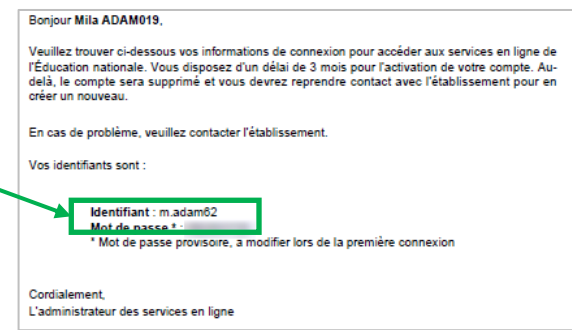 Bonjour Mila ADAM019,
Veuillez trouver ci-dessous vos informations de connexion pour accéder aux services en ligne de
l'Éducation nationale. Vous disposez d'un délai de 3 mois pour l'activation de votre compte. Au-
delà, le compte sera supprimé et vous devrez reprendre contact avec l'établissement pour en
créer un nouveau.
En cas de problème, veuillez contacter l'établissement.
Vos identifiants sont :
Identifiant : m.adam62
Mot de passe * :
* Mot de passe provisoire, a modifier lors de la première connexion
Cordialement,
L'administrateur des services en ligne